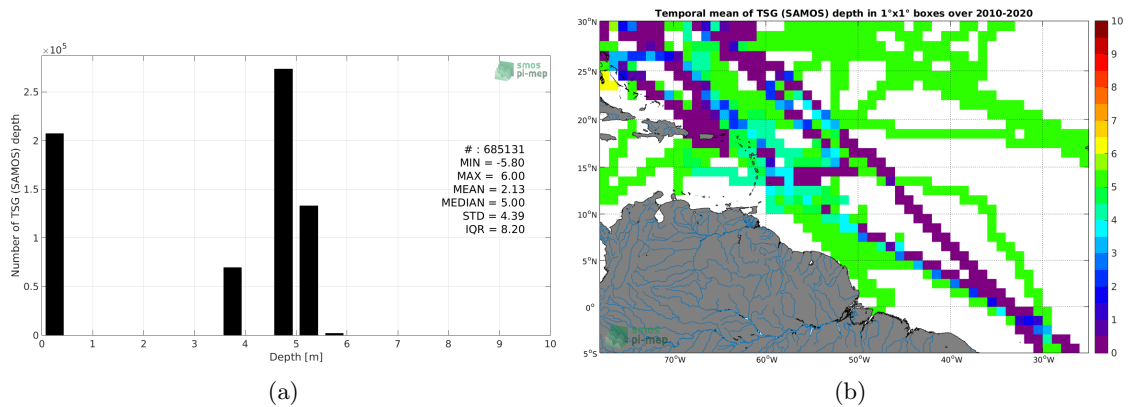 ×10⁵
2.5
2
1.5
1
0.5
0
Number of TSG (SAMOS) depth
smos
pi-mep
# : 685131
MIN = -5.80
MAX = 6.00
MEAN = 2.13
MEDIAN = 5.00
STD = 4.39
IQR = 8.20
0 1 2 3 4 5 6 7 8 9 10
Depth [m]
(a)
Temporal mean of TSG (SAMOS) depth in 1°x1° boxes over 2010-2020
30°N
25°N
20°N
15°N
10°N
5°N
0°
5°S
70°W 60°W 50°W 40°W 30°W
smos
pi-mep
10
9
8
7
6
5
4
3
2
1
0
(b)